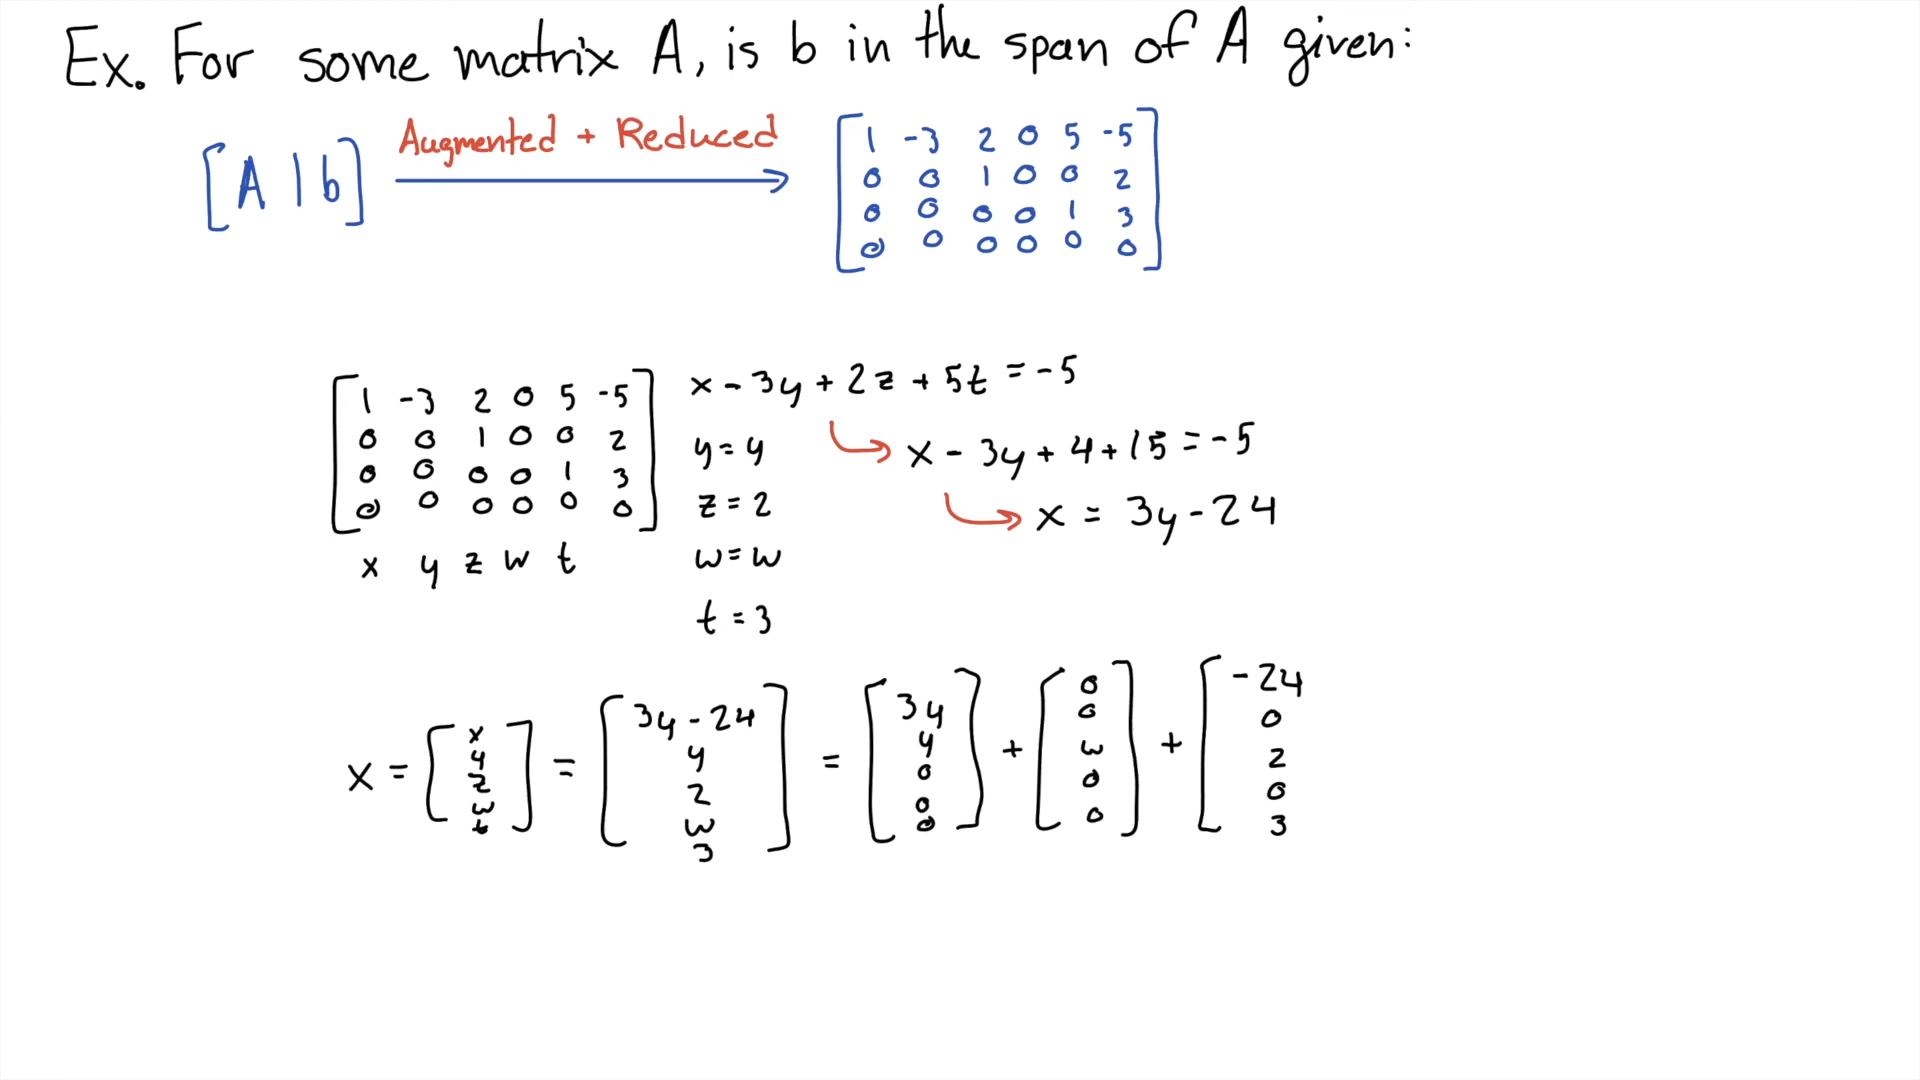 Ex. For some matrix A, is b in the span of A given:
[A | b] Augmented + Reduced →
[1 -3 2 0 5 -5
0 0 1 0 0 2
0 0 0 0 1 3
0 0 0 0 0 0]
[1 -3 2 0 5 -5
0 0 1 0 0 2
0 0 0 0 1 3
0 0 0 0 0 0]
x y z w t
x - 3y + 2z + 5t = -5
y = y
z = 2
w = w
t = 3
x - 3y + 4 + 15 = -5
x = 3y - 24
x = [x y z w t] = [3y - 24 y 2 w 3] = [3y y 0 0 0] + [0 0 w 0 0] + [-24 0 2 0 3]